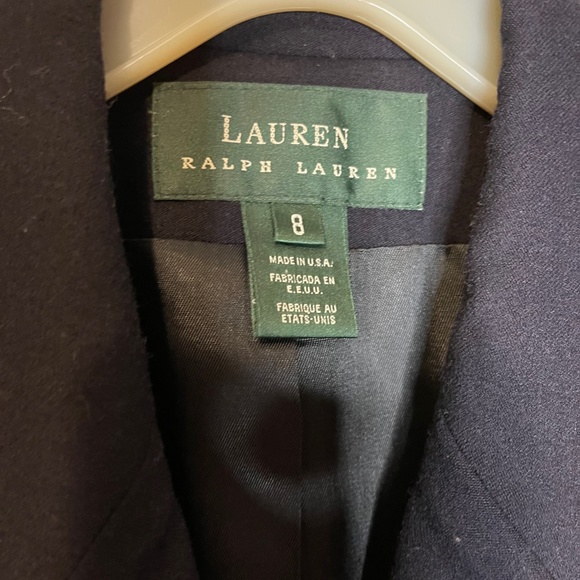 LAUREN
RALPH LAUREN
8
MADE IN U.S.A.
FABRICADA EN
E.E.U.U.
FABRIQUE AU
ETATS-UNIS